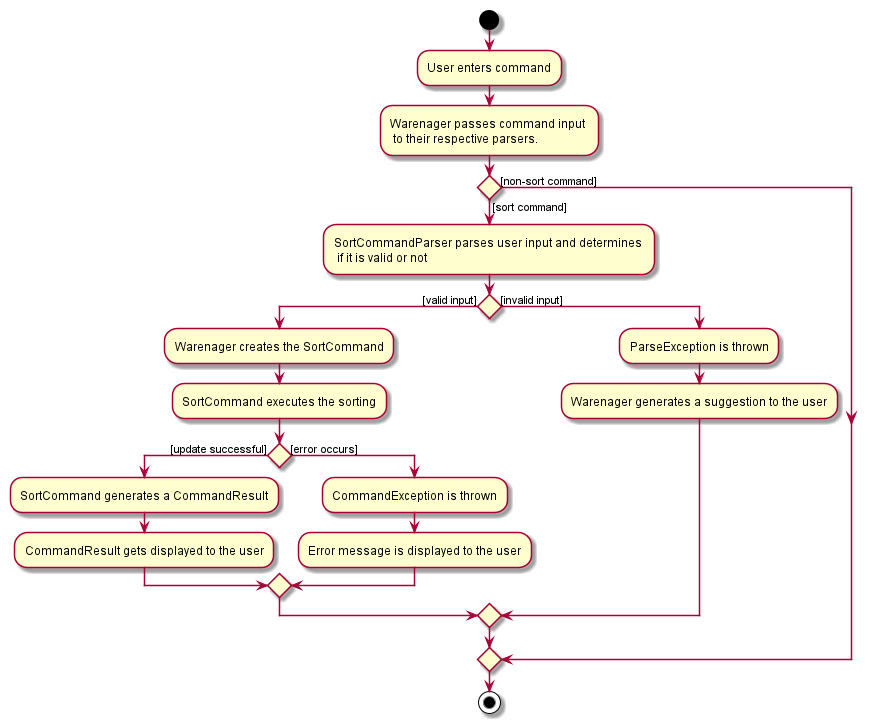 User enters command
Warenager passes command input
to their respective parsers.
[non-sort command]
[sort command]
SortCommandParser parses user input and determines
if it is valid or not
[valid input]
[invalid input]
Warenager creates the SortCommand
ParseException is thrown
SortCommand executes the sorting
Warenager generates a suggestion to the user
[update successful]
[error occurs]
SortCommand generates a CommandResult
CommandException is thrown
CommandResult gets displayed to the user
Error message is displayed to the user